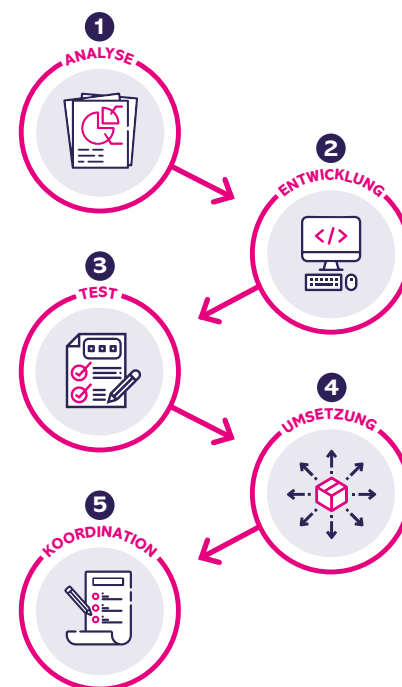 1
ANALYSE
2
ENTWICKLUNG
</>
3
TEST
4
UMSETZUNG
5
KOORDINATION